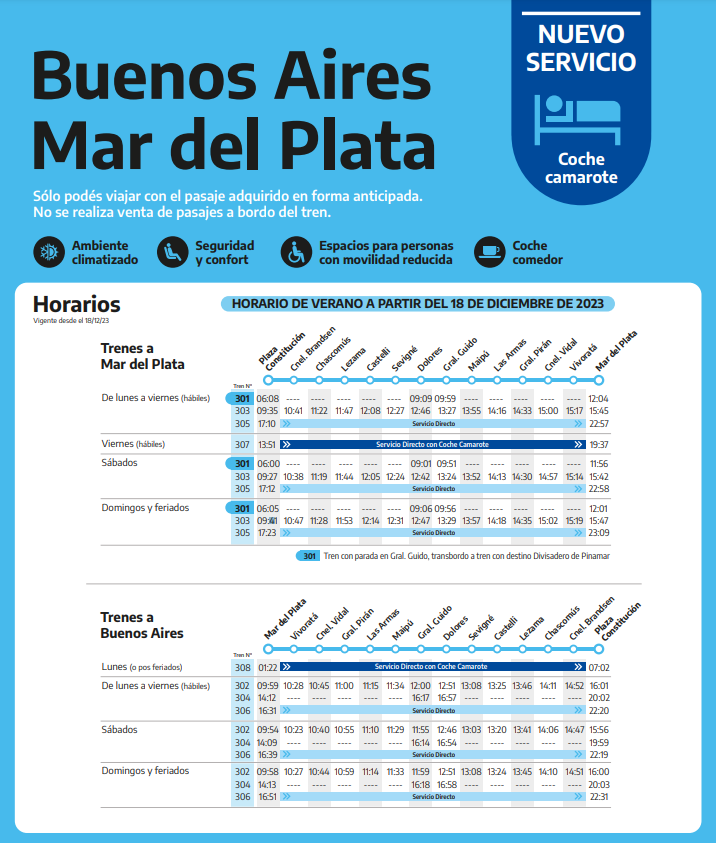 NUEVO
SERVICIO
Coche
camarote
Buenos Aires
Mar del Plata
Sólo podés viajar con el pasaje adquirido en forma anticipada.
No se realiza venta de pasajes a bordo del tren.
Ambiente
climatizado
Seguridad
y confort
Espacios para personas
con movilidad reducida
Coche
comedor
Horarios
Vigente desde el 18/12/23
HORARIO DE VERANO A PARTIR DEL 18 DE DICIEMBRE DE 2023
Trenes a
Mar del Plata
Tren Nº
Plaza
Constitución
Cnel. Brandsen
Chascomús
Lezama
Castelli
Sevigné
Dolores
Gral. Guido
Maipú
Las Armas
Gral. Pirán
Cnel. Vidal
Vivoratá
Mar del Plata
De lunes a viernes (hábiles) 301 06:08 ---- ---- ---- ---- ---- 09:09 09:59 ---- ---- ---- ---- ---- 12:04
303 09:35 10:41 11:22 11:47 12:08 12:27 12:46 13:27 13:55 14:16 14:33 15:00 15:17 15:45
305 17:10 Servicio Directo 22:57
Viernes (hábiles) 307 13:51 Servicio Directo con Coche Camarote 19:37
Sábados 301 06:00 ---- ---- ---- ---- ---- 09:01 09:51 ---- ---- ---- ---- ---- 11:56
303 09:27 10:38 11:19 11:44 12:05 12:24 12:42 13:24 13:52 14:13 14:30 14:57 15:14 15:42
305 17:12 Servicio Directo 22:58
Domingos y feriados 301 06:05 ---- ---- ---- ---- ---- 09:06 09:56 ---- ---- ---- ---- ---- 12:01
303 10:47 11:28 11:53 12:14 12:31 12:47 13:29 13:57 14:18 14:35 15:02 15:19 15:47
305 17:23 Servicio Directo 23:09
301 Tren con parada en Gral. Guido, transbordo a tren con destino Divisadero de Pinamar
Trenes a
Buenos Aires
Tren Nº
Mar del Plata
Vivoratá
Cnel. Vidal
Gral. Pirán
Las Armas
Maipú
Gral. Guido
Dolores
Sevigné
Castelli
Lezama
Chascomús
Cnel. Brandsen
Plaza
Constitución
Lunes (o pos feriados) 308 01:22 Servicio Directo con Coche Camarote 07:02
De lunes a viernes (hábiles) 302 09:59 10:28 10:45 11:00 11:15 11:34 12:00 12:51 13:08 13:25 13:46 14:11 14:52 16:01
304 14:12 ---- ---- ---- ---- ---- 16:17 16:57 ---- ---- ---- ---- ---- 20:02
306 16:31 Servicio Directo 22:20
Sábados 302 09:54 10:23 10:40 10:55 11:10 11:29 11:55 12:46 13:03 13:20 13:41 14:06 14:47 15:56
304 14:09 ---- ---- ---- ---- ---- 16:14 16:54 ---- ---- ---- ---- ---- 19:59
306 16:39 Servicio Directo 22:19
Domingos y feriados 302 09:58 10:27 10:44 10:59 11:14 11:33 11:59 12:51 13:08 13:24 13:45 14:10 14:51 16:00
304 14:13 ---- ---- ---- ---- ---- 16:18 16:58 ---- ---- ---- ---- ---- 20:03
306 16:51 Servicio Directo 22:31